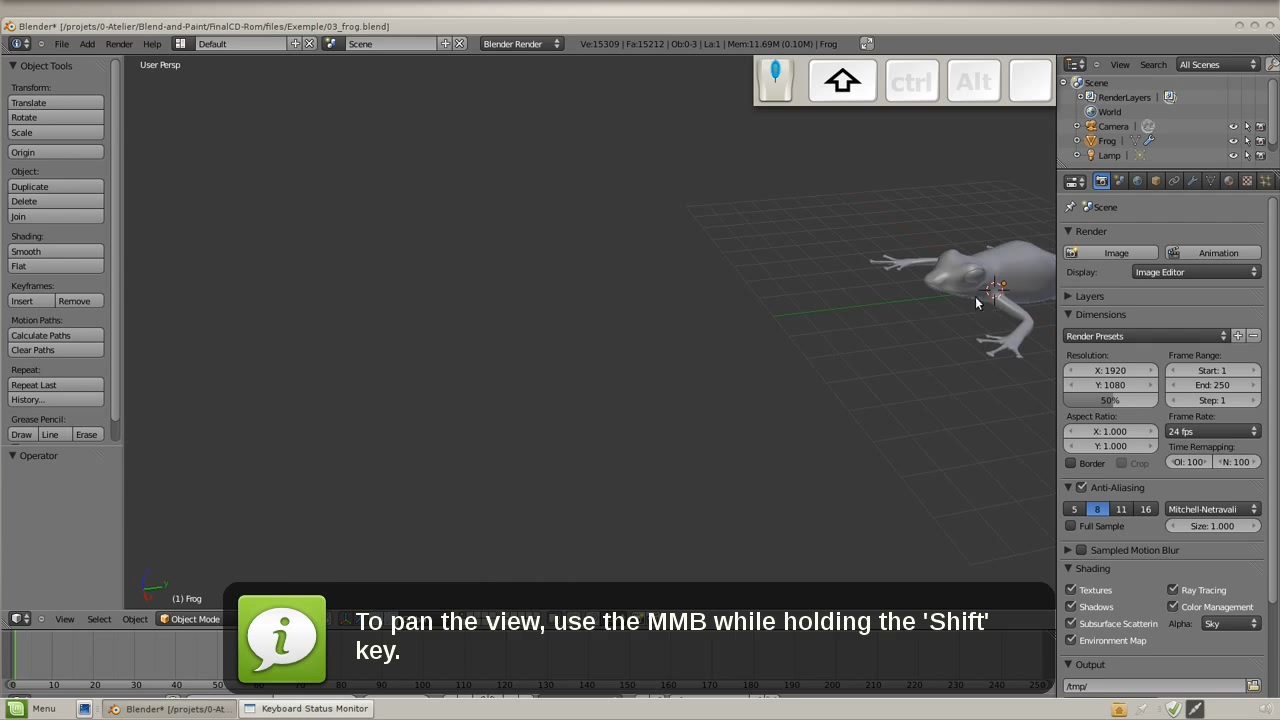 Blender* [/projets/0-Atelier/Blend-and-Paint/FinalCD-Rom/files/Exemple/03_frog.blend]
File Add Render Help Default Scene Blender Render Ve:15309 | Fa:15212 | Ob:0-3 | La:1 | Mem:11.69M (0.10M) | Frog
Object Tools
Transform:
Translate
Rotate
Scale
Origin
Object:
Duplicate
Delete
Join
Shading:
Smooth
Flat
Keyframes:
Insert Remove
Motion Paths:
Calculate Paths
Clear Paths
Repeat:
Repeat Last
History...
Grease Pencil:
Draw Line Erase
Operator
User Persp
ctrl Alt
(1) Frog
View Select Object Object Mode
To pan the view, use the MMB while holding the 'Shift'
key.
0 10 20 30 40 50 60 70 80 90 100 110 120 130 140 150 160 170 180 190 200 210 220 230 240 250
View Search All Scenes
Scene
RenderLayers |
World
Camera |
Frog |
Lamp |
Scene
Render
Image Animation
Display: Image Editor
Layers
Dimensions
Render Presets
Resolution: Frame Range:
X: 1920 Start: 1
Y: 1080 End: 250
50% Step: 1
Aspect Ratio: Frame Rate:
X: 1.000 24 fps
Y: 1.000 Time Remapping:
Border Crop Ol: 100 N: 100
Anti-Aliasing
5 8 11 16 Mitchell-Netravali
Full Sample Size: 1.000
Sampled Motion Blur
Shading
Textures Ray Tracing
Shadows Color Management
Subsurface Scatterin Alpha: Sky
Environment Map
Output
/tmp/
Menu Blender* [/projets/0-At... Keyboard Status Monitor